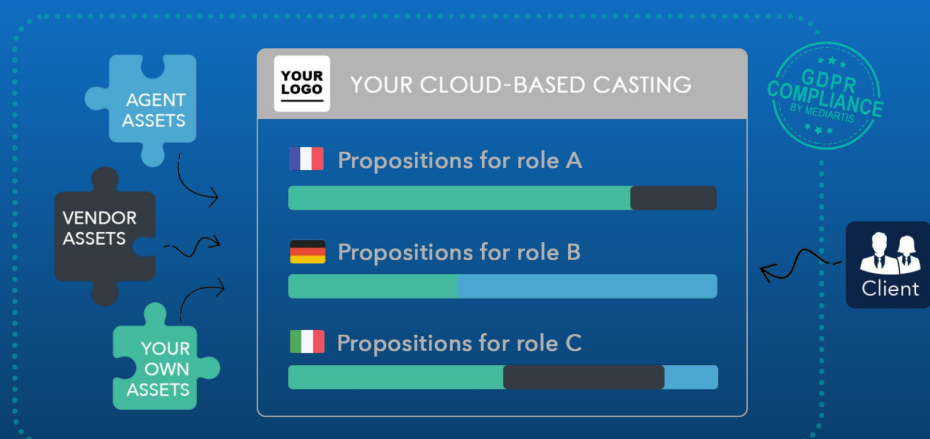 AGENT
ASSETS
VENDOR
ASSETS
YOUR
OWN
ASSETS
YOUR
LOGO
YOUR CLOUD-BASED CASTING
Propositions for role A
Propositions for role B
Propositions for role C
GDPR
COMPLIANCE
BY MEDIARTIS
Client